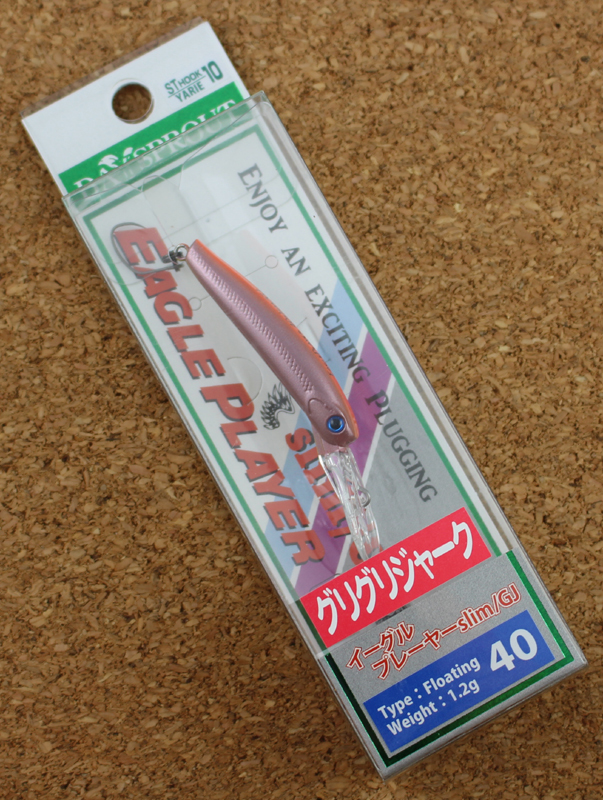 ST HOOK 10
YARIE
DAYSPROUT
ENJOY AN EXCITING PLUGGING
EAGLE PLAYER
slim
グリグリジャーク
イーグル
プレーヤーslim/GJ
Type：Floating
Weight：1.2g
40